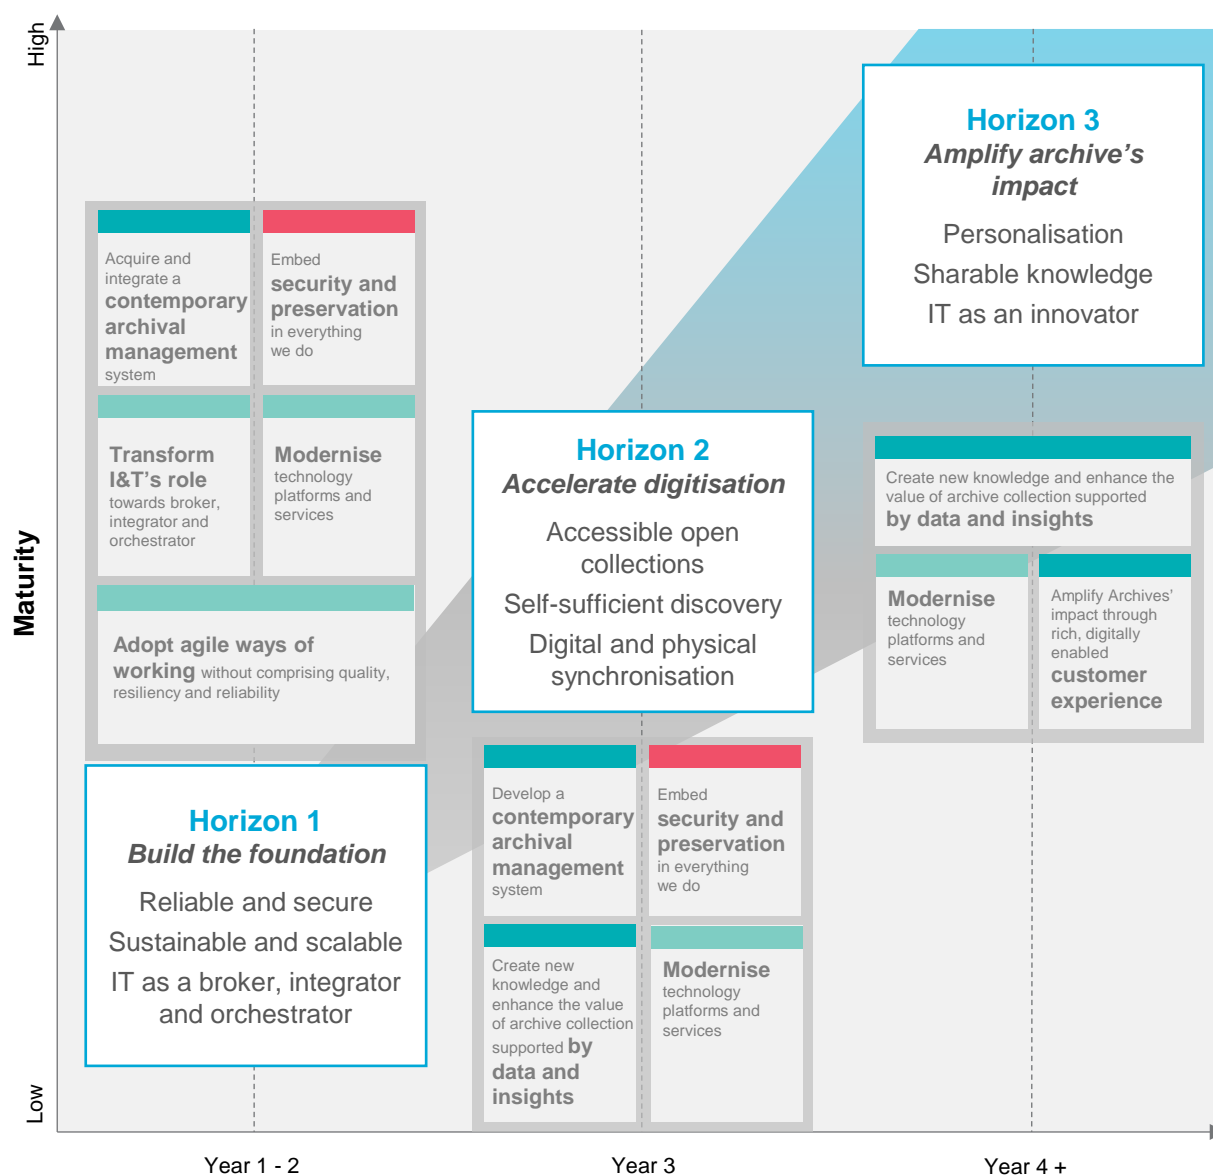 High
Maturity
Low
Acquire and
integrate a
contemporary
archival
management
system
Embed
security and
preservation
in everything
we do
Transform
I&T's role
towards broker,
integrator and
orchestrator
Modernise
technology
platforms and
services
Adopt agile ways of
working without comprising quality,
resiliency and reliability
Horizon 1
Build the foundation
Reliable and secure
Sustainable and scalable
IT as a broker, integrator
and orchestrator
Horizon 2
Accelerate digitisation
Accessible open
collections
Self-sufficient discovery
Digital and physical
synchronisation
Develop a
contemporary
archival
management
system
Embed
security and
preservation
in everything
we do
Create new
knowledge and
enhance the value
of archive collection
supported by
data and
insights
Modernise
technology
platforms and
services
Horizon 3
Amplify archive's
impact
Personalisation
Sharable knowledge
IT as an innovator
Create new knowledge and enhance the
value of archive collection supported
by data and insights
Modernise
technology
platforms and
services
Amplify Archives'
impact through
rich, digitally
enabled
customer
experience
Year 1 - 2
Year 3
Year 4 +